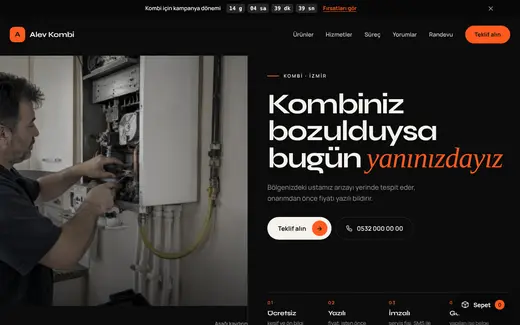 Kombi için kampanya dönemi 14 g 04 sa 39 dk 39 sn Fırsatları gör
A Alev Kombi
Ürünler Hizmetler Süreç Yorumlar Randevu Teklif alın
KOMBİ · İZMİR
Kombiniz
bozulduysa
bugün yanınızdayız
Bölgenizdeki ustamız arızayı yerinde tespit eder,
onarımdan önce fiyatı yazılı bildirir.
Teklif alın → 0532 000 00 00
01 02 03
Ücretsiz Yazılı İmzalı
Sepet 0